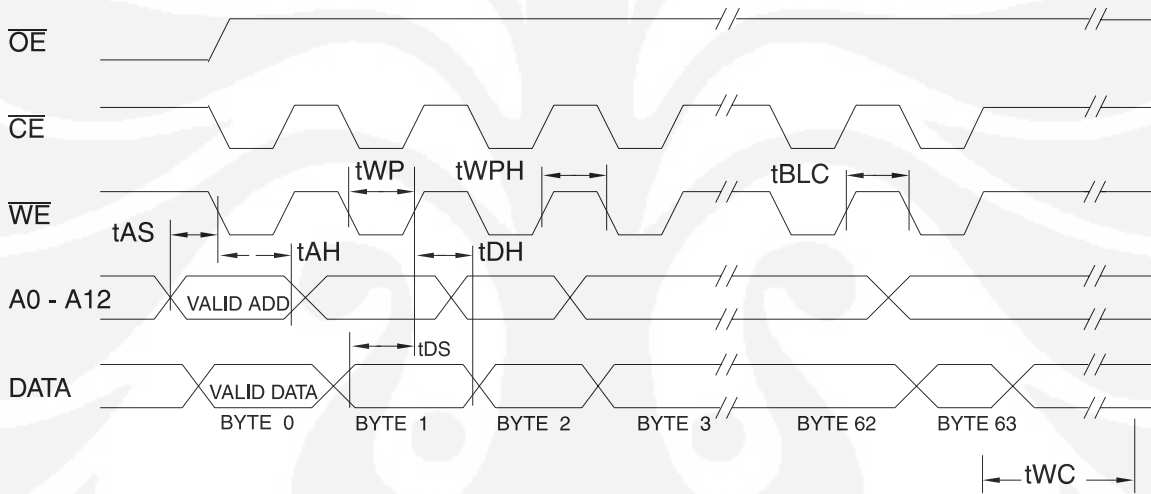 OE
CE
tWP
tWPH
tBLC
WE
tAS
tAH
tDH
A0 - A12
VALID ADD
tDS
DATA
VALID DATA
BYTE 0
BYTE 1
BYTE 2
BYTE 3
BYTE 62
BYTE 63
tWC